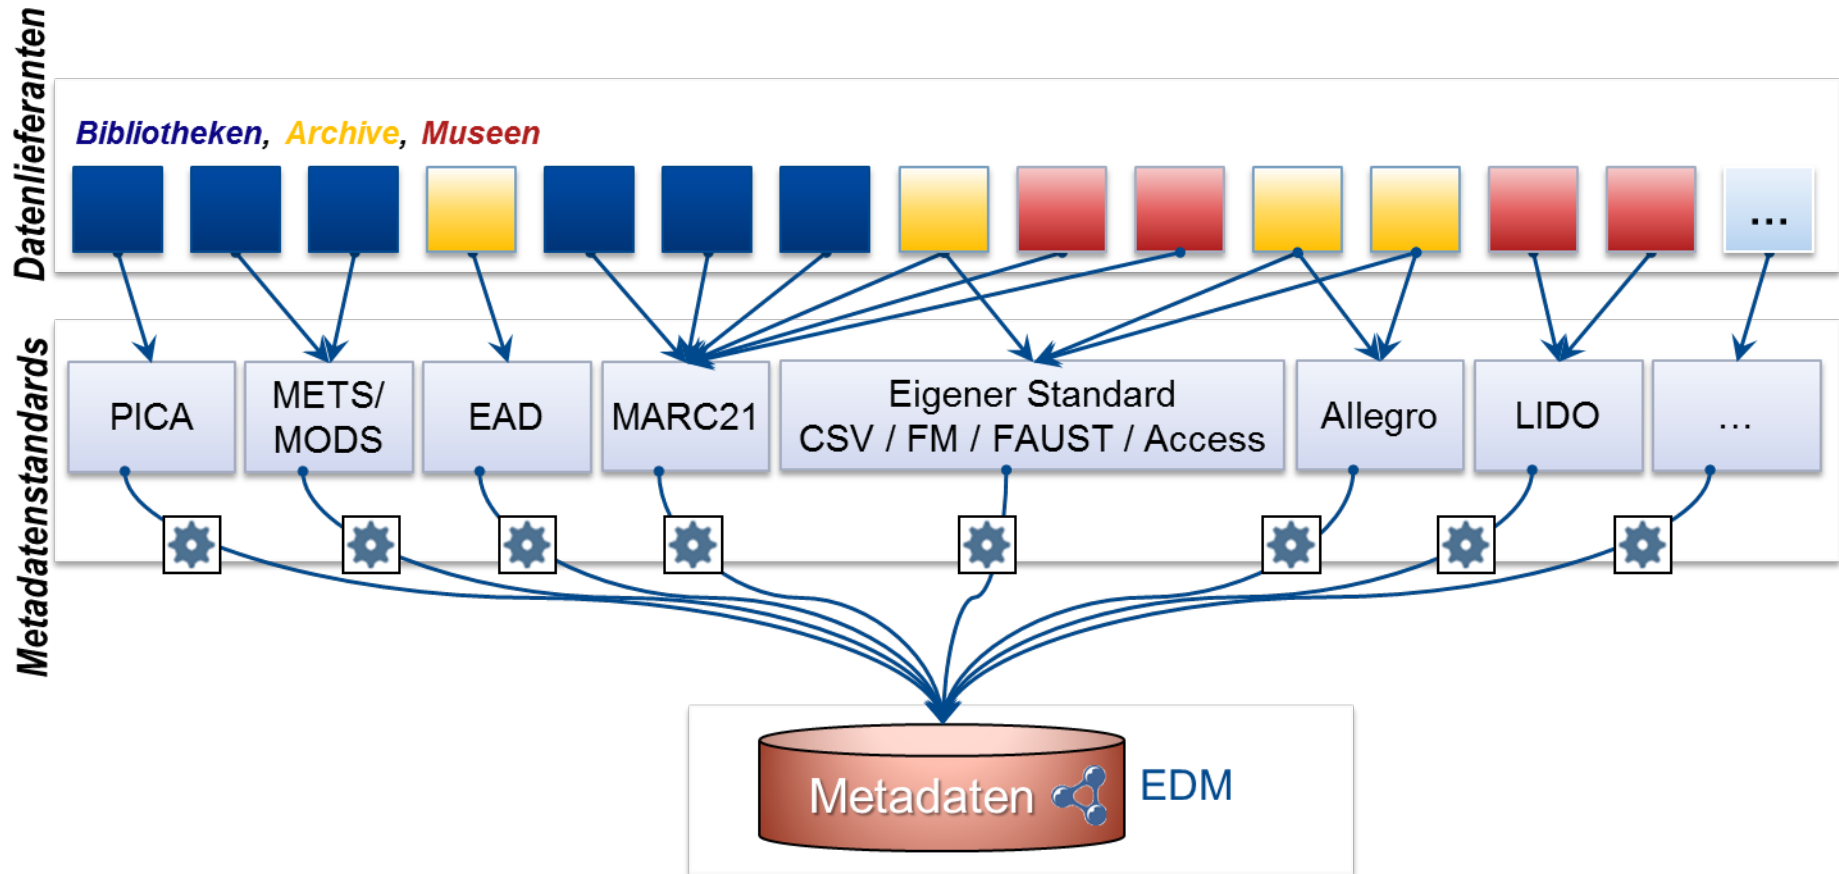 Datenlieferanten
Bibliotheken, Archive, Museen
...
Metadatenstandards
PICA
METS/
MODS
EAD
MARC21
Eigener Standard
CSV / FM / FAUST / Access
Allegro
LIDO
...
Metadaten
EDM